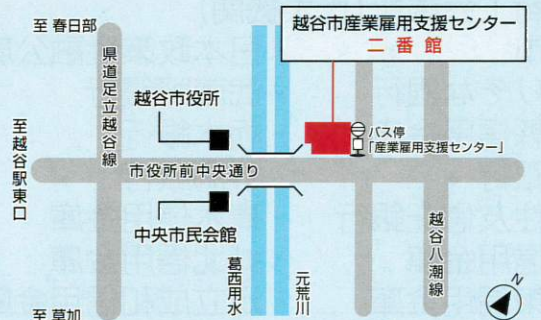 至 春日部
越谷市産業雇用支援センター
二番館
県道足立越谷線
越谷市役所
バス停
「産業雇用支援センター」
至越谷駅東口
市役所前中央通り
中央市民会館
葛西用水
元荒川
越谷八潮線
至 草加
N